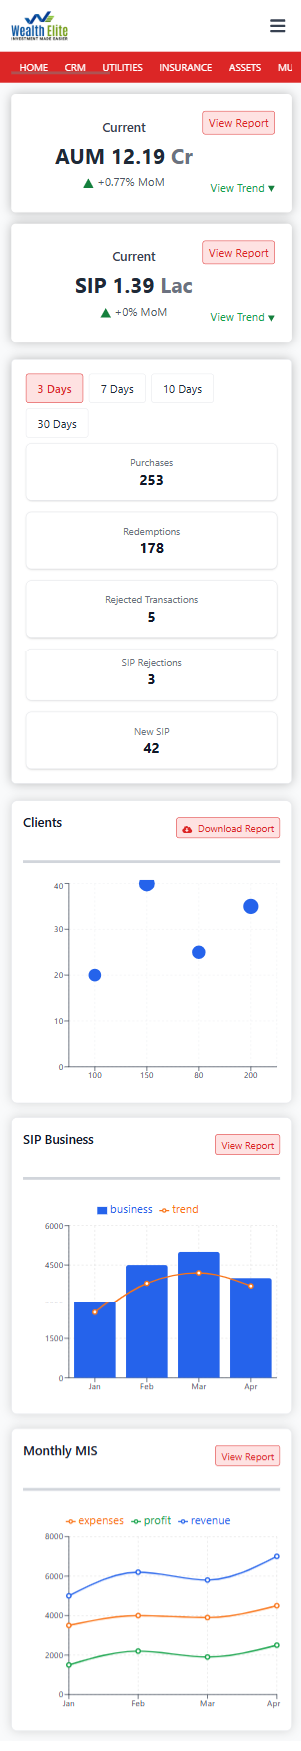 Wealth Elite
INVESTMENT MADE EASIER
HOME CRM UTILITIES INSURANCE ASSETS MU
Current
View Report
AUM 12.19 Cr
▲ +0.77% MoM
View Trend ▼
Current
View Report
SIP 1.39 Lac
▲ +0% MoM
View Trend ▼
3 Days 7 Days 10 Days
30 Days
Purchases
253
Redemptions
178
Rejected Transactions
5
SIP Rejections
3
New SIP
42
Clients
Download Report
40
30
20
10
0
100 150 80 200
SIP Business
View Report
business trend
6000
4500
1500
0
Jan Feb Mar Apr
Monthly MIS
View Report
expenses profit revenue
8000
6000
4000
2000
0
Jan Feb Mar Apr